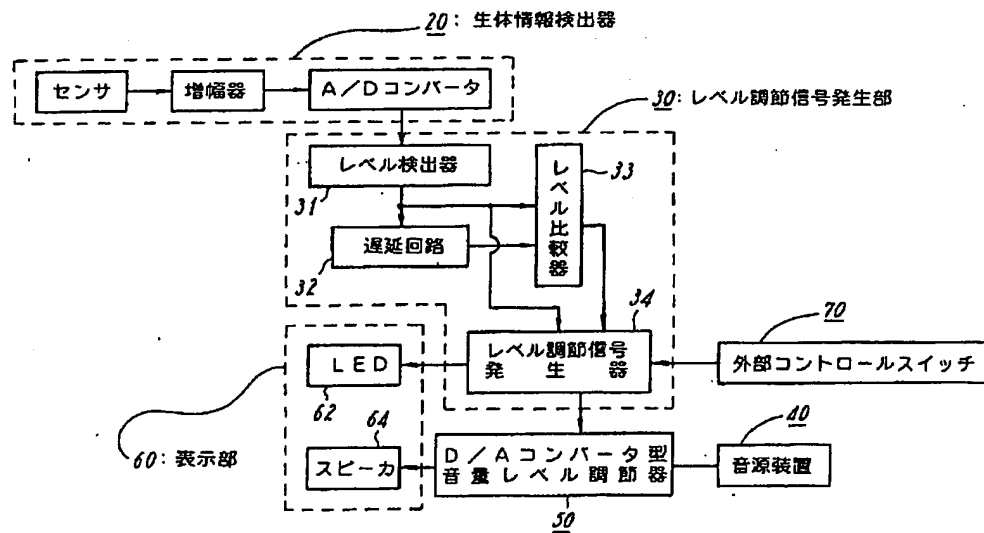 20: 生体情報検出器
センサ
増幅器
A/Dコンバータ
30: レベル調節信号発生部
レベル検出器
31
レベル比較器
33
遅延回路
32
34
レベル調節信号
発生器
70
外部コントロールスイッチ
LED
62
60: 表示部
64
スピーカ
D/Aコンバータ型
音量レベル調節器
50
40
音源装置